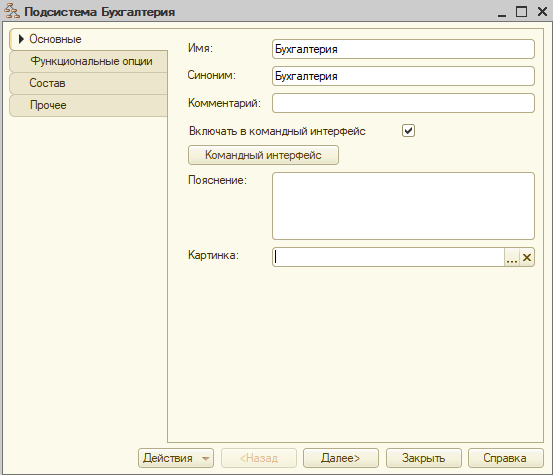 Подсистема Бухгалтерия
Основные
Функциональные опции
Состав
Прочее
Имя: Бухгалтерия
Синоним: Бухгалтерия
Комментарий:
Включать в командный интерфейс
Командный интерфейс
Пояснение:
Картинка: ...
Действия <Назад Далее> Закрыть Справка